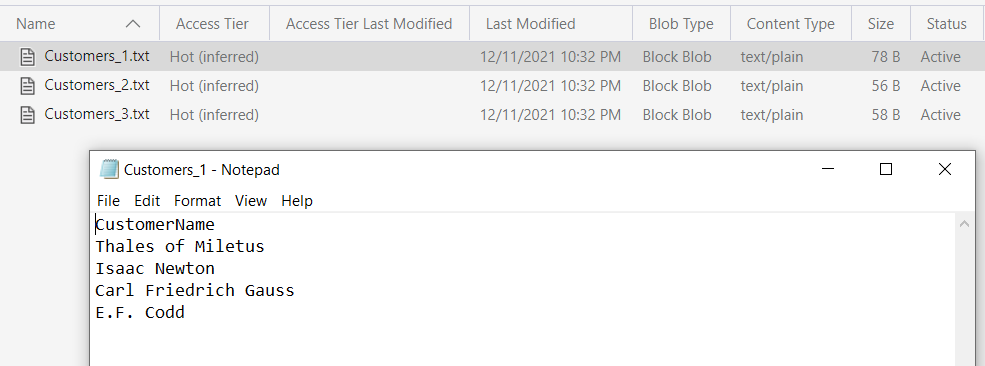 Name Access Tier Access Tier Last Modified Last Modified Blob Type Content Type Size Status
Customers_1.txt Hot (inferred) 12/11/2021 10:32 PM Block Blob text/plain 78 B Active
Customers_2.txt Hot (inferred) 12/11/2021 10:32 PM Block Blob text/plain 56 B Active
Customers_3.txt Hot (inferred) 12/11/2021 10:32 PM Block Blob text/plain 58 B Active
Customers_1 - Notepad
File Edit Format View Help
CustomerName
Thales of Miletus
Isaac Newton
Carl Friedrich Gauss
E.F. Codd